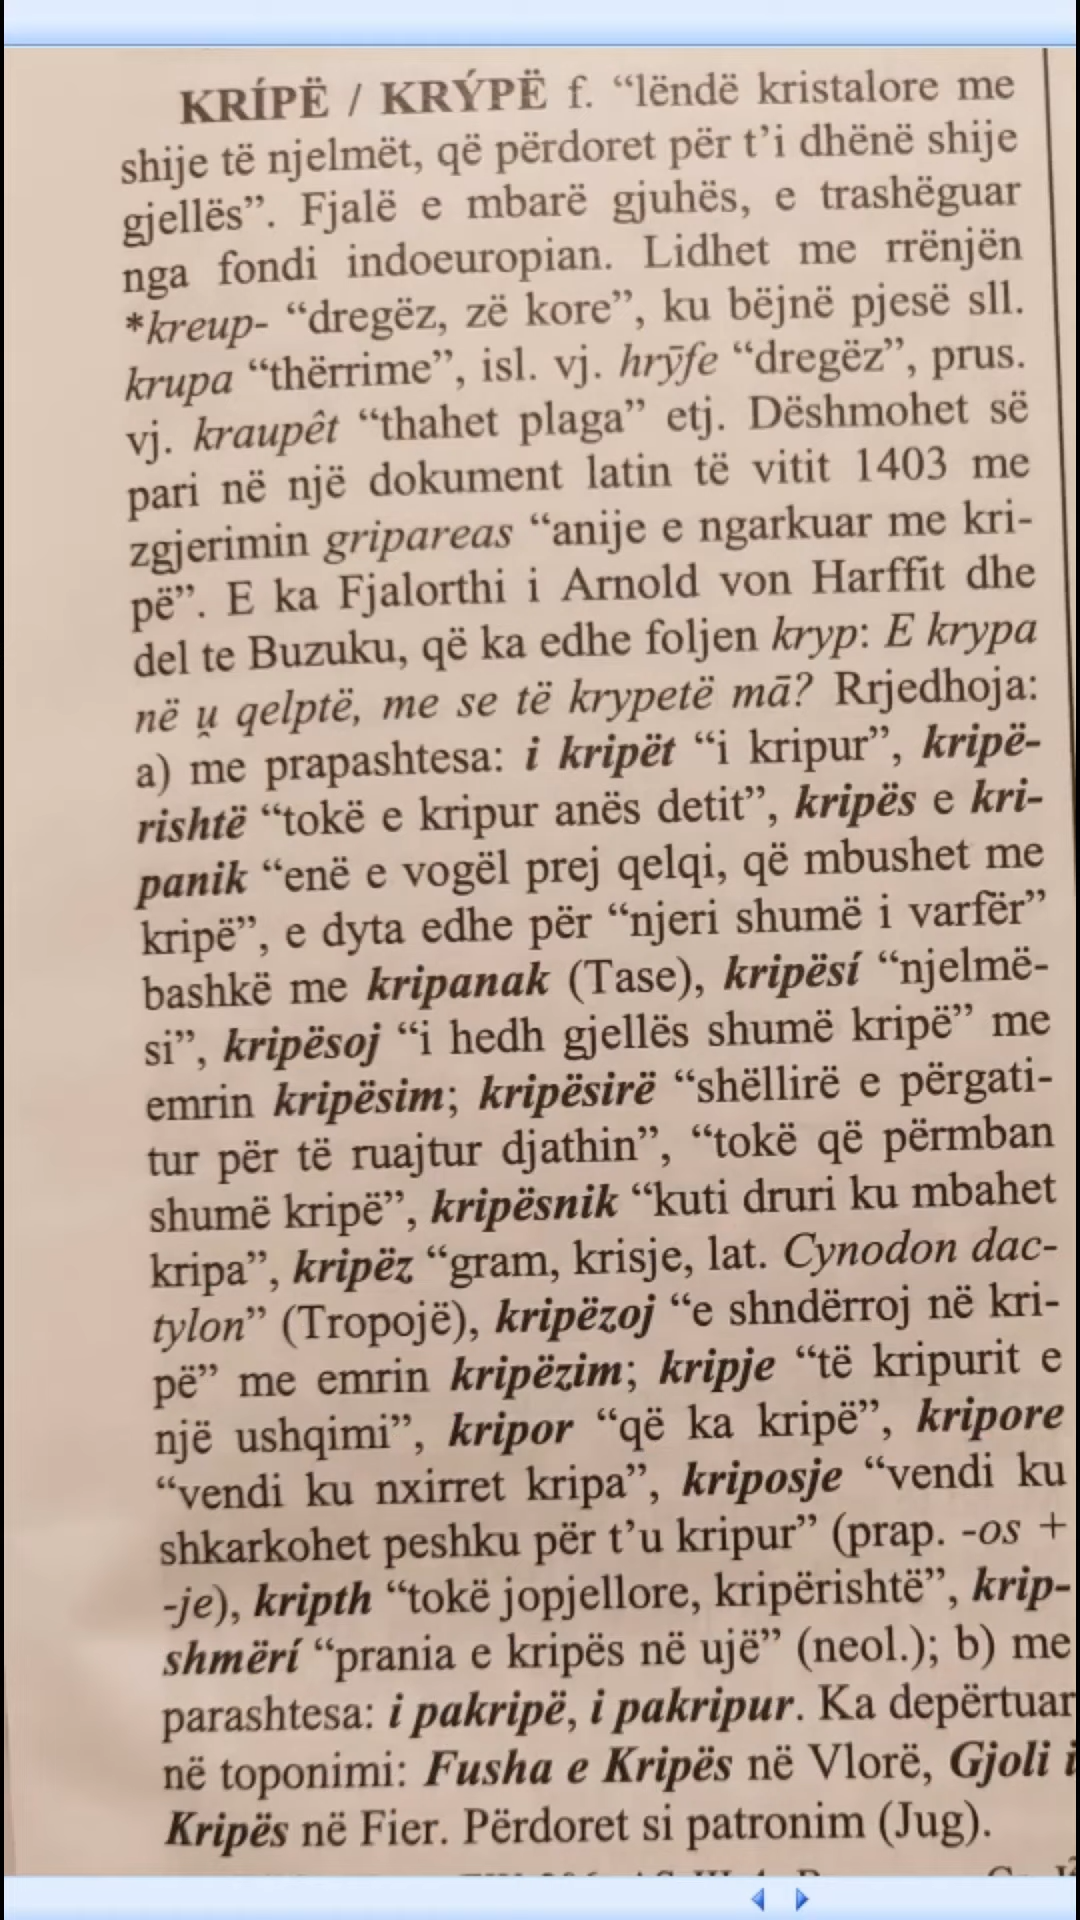 KRÍPË / KRÝPË f. “lëndë kristalore me
shije të njelmët, që përdoret për t’i dhënë shije
gjellës”. Fjalë e mbarë gjuhës, e trashëguar
nga fondi indoeuropian. Lidhet me rrënjën
*kreup- “dregëz, zë kore”, ku bëjnë pjesë sll.
krupa “thërrime”, isl. vj. hrȳfe “dregëz”, prus.
vj. kraupêt “thahet plaga” etj. Dëshmohet së
pari në një dokument latin të vitit 1403 me
zgjerimin gripareas “anije e ngarkuar me kri-
pë”. E ka Fjalorthi i Arnold von Harffit dhe
del te Buzuku, që ka edhe foljen kryp: E krypa
në u̯ qelptë, me se të krypetë mā? Rrjedhoja:
a) me prapashtesa: i kripët “i kripur”, kripë-
rishtë “tokë e kripur anës detit”, kripës e kri-
panik “enë e vogël prej qelqi, që mbushet me
kripë”, e dyta edhe për “njeri shumë i varfër”
bashkë me kripanak (Tase), kripësí “njelmë-
si”, kripësoj “i hedh gjellës shumë kripë” me
emrin kripësim; kripësirë “shëllirë e përgati-
tur për të ruajtur djathin”, “tokë që përmban
shumë kripë”, kripësnik “kuti druri ku mbahet
kripa”, kripëz “gram, krisje, lat. Cynodon dac-
tylon” (Tropojë), kripëzoj “e shndërroj në kri-
pë” me emrin kripëzim; kripje “të kripurit e
një ushqimi”, kripor “që ka kripë”, kripore
“vendi ku nxirret kripa”, kriposje “vendi ku
shkarkohet peshku për t’u kripur” (prap. -os +
-je), kripth “tokë jopjellore, kripërishtë”, krip-
shmërí “prania e kripës në ujë” (neol.); b) me
parashtesa: i pakripë, i pakripur. Ka depërtuar
në toponimi: Fusha e Kripës në Vlorë, Gjoli i
Kripës në Fier. Përdoret si patronim (Jug).